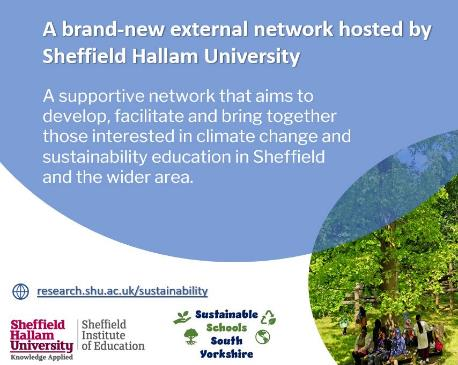 A brand-new external network hosted by
Sheffield Hallam University
A supportive network that aims to
develop, facilitate and bring together
those interested in climate change and
sustainability education in Sheffield
and the wider area.
research.shu.ac.uk/sustainability
Sheffield
Hallam
University
Knowledge Applied
Sheffield
Institute
of Education
Sustainable
Schools
South
Yorkshire